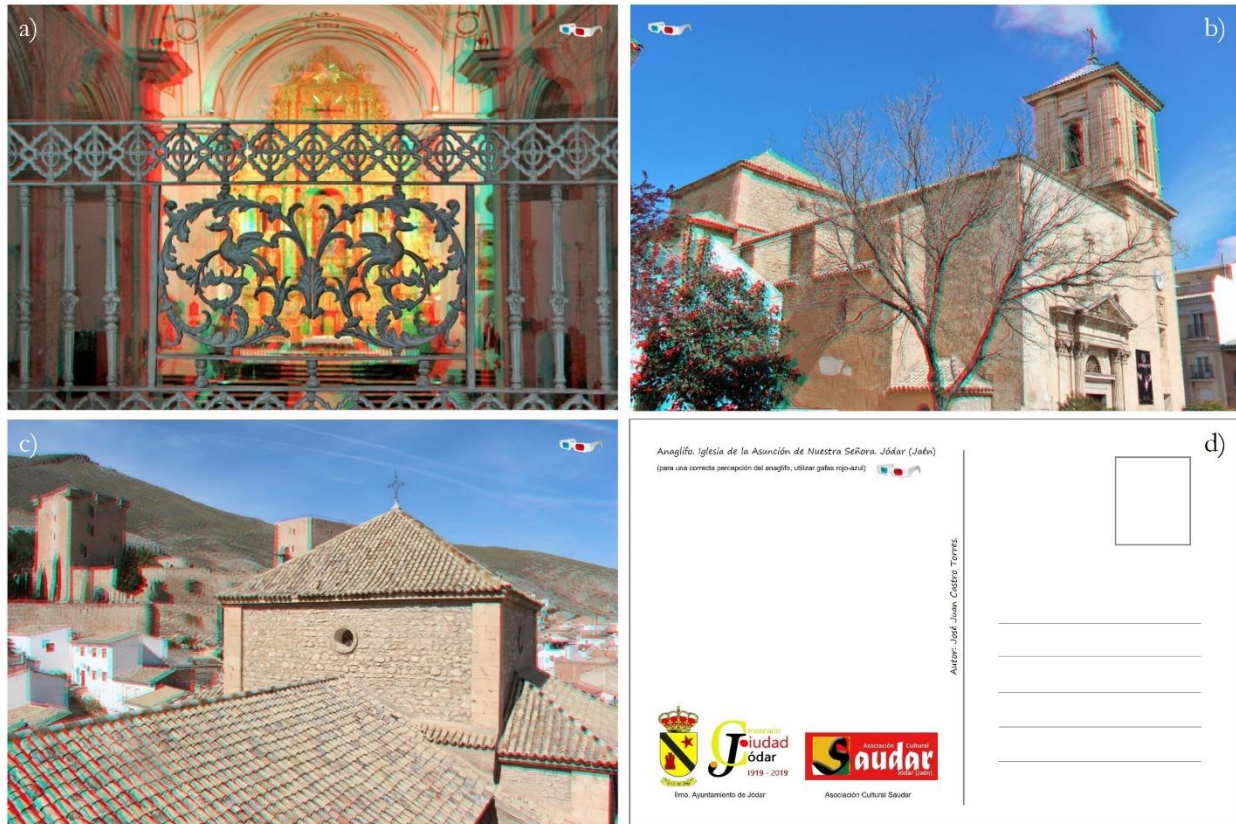 a)
b)
c)
d)
Anaglifo. Iglesia de la Asunción de Nuestra Señora. Jódar (Jaén)
(para una correcta percepción del anaglifo, utilizar gafas rojo-azul)
Autor: José Juan Castro Torres.
Centenario
Ciudad
Jódar
1919 - 2019
Ilmo. Ayuntamiento de Jódar
Asociación Cultural
Saudar
Jódar (Jaén)
Asociación Cultural Saudar